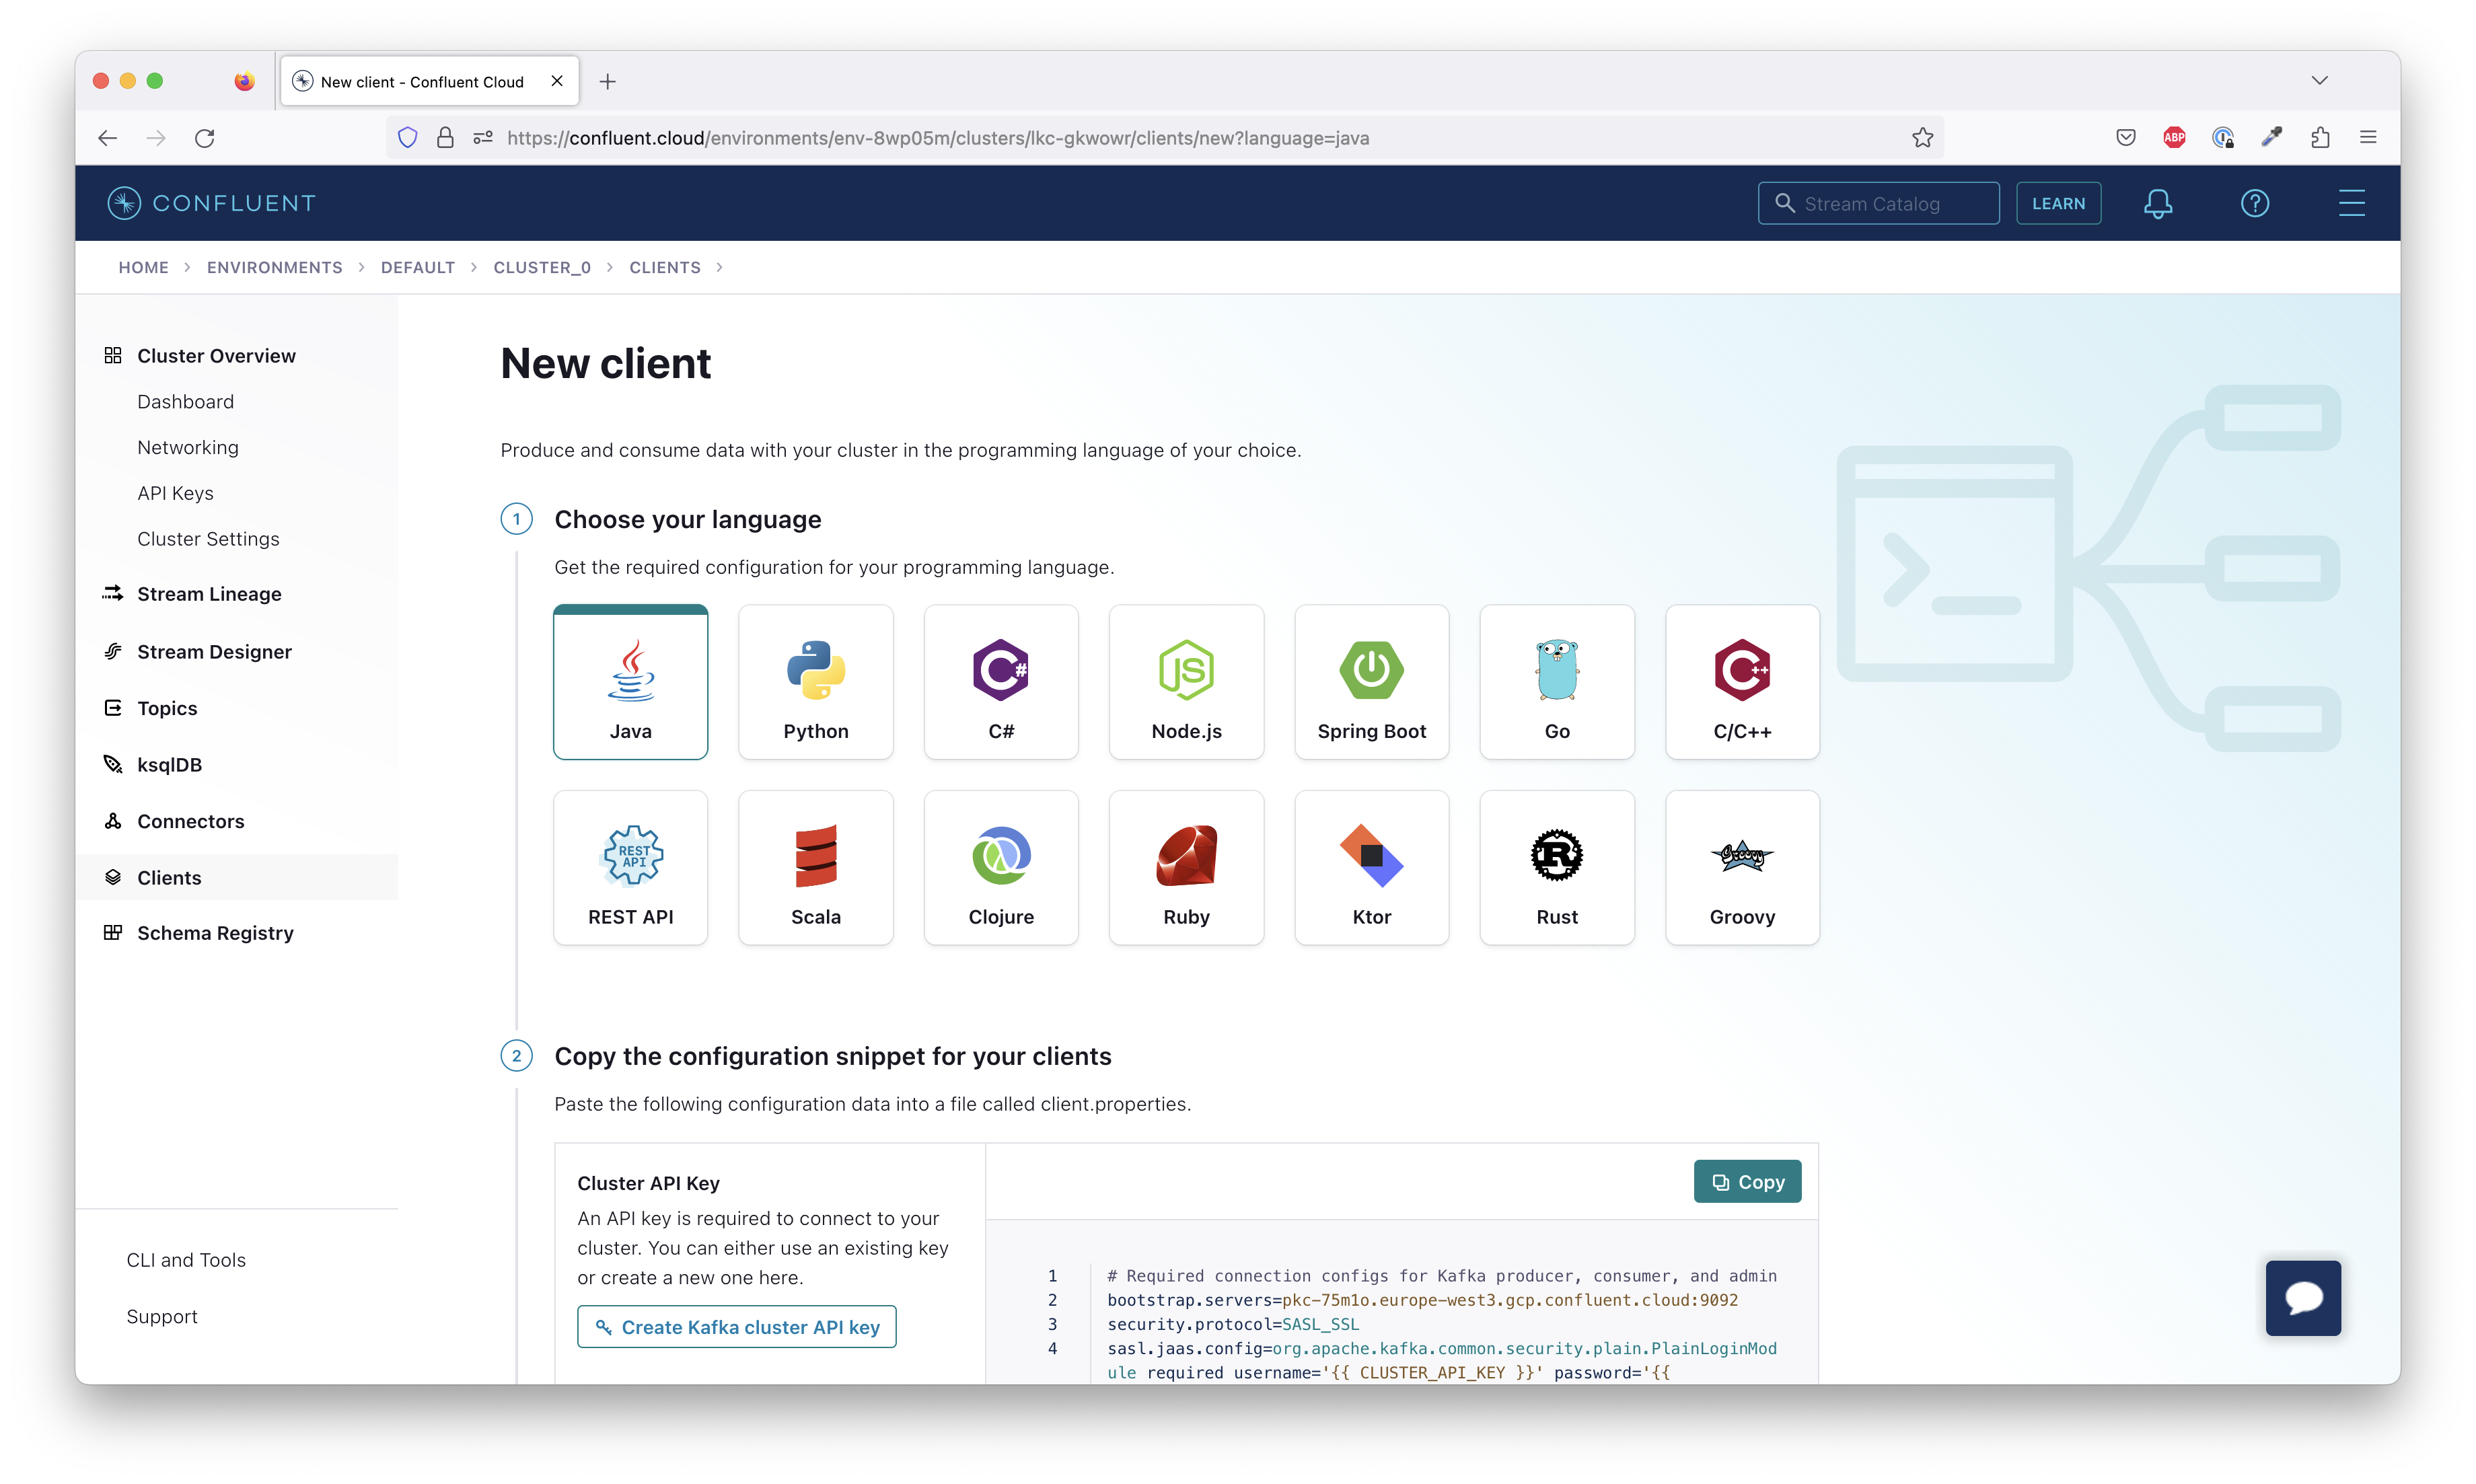 New client - Confluent Cloud
https://confluent.cloud/environments/env-8wp05m/clusters/lkc-gkwowr/clients/new?language=java
ABP
CONFLUENT
Stream Catalog
LEARN
HOME
ENVIRONMENTS
DEFAULT
CLUSTER_0
CLIENTS
Cluster Overview
Dashboard
Networking
API Keys
Cluster Settings
Stream Lineage
Stream Designer
Topics
ksqlDB
Connectors
Clients
Schema Registry
CLI and Tools
Support
New client
Produce and consume data with your cluster in the programming language of your choice.
1
Choose your language
Get the required configuration for your programming language.
Java
Python
C#
Node.js
Spring Boot
Go
C/C++
REST
API
REST API
Scala
Clojure
Ruby
Ktor
Rust
Groovy
2
Copy the configuration snippet for your clients
Paste the following configuration data into a file called client.properties.
Cluster API Key
An API key is required to connect to your
cluster. You can either use an existing key
or create a new one here.
Create Kafka cluster API key
Copy
1 # Required connection configs for Kafka producer, consumer, and admin
2 bootstrap.servers=pkc-75m1o.europe-west3.gcp.confluent.cloud:9092
3 security.protocol=SASL_SSL
4 sasl.jaas.config=org.apache.kafka.common.security.plain.PlainLoginMod
ule required username='{{ CLUSTER_API_KEY }}' password='{{